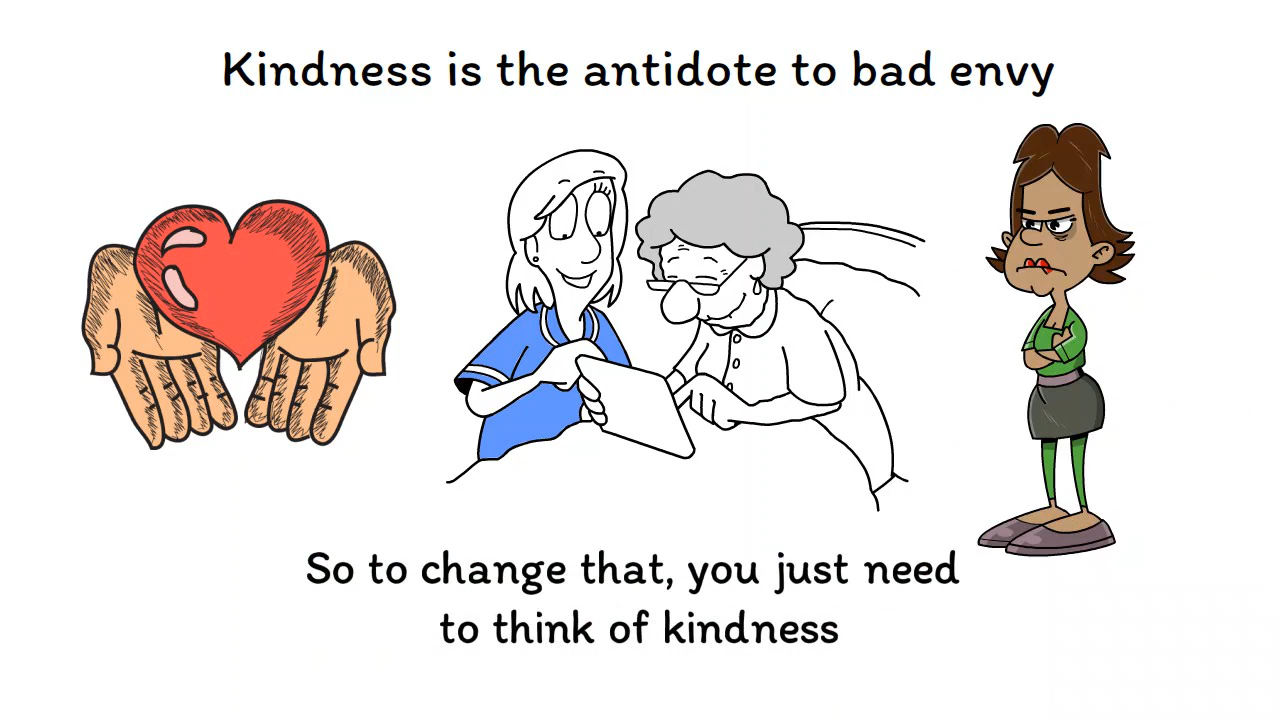 Kindness is the antidote to bad envy
So to change that, you just need
to think of kindness